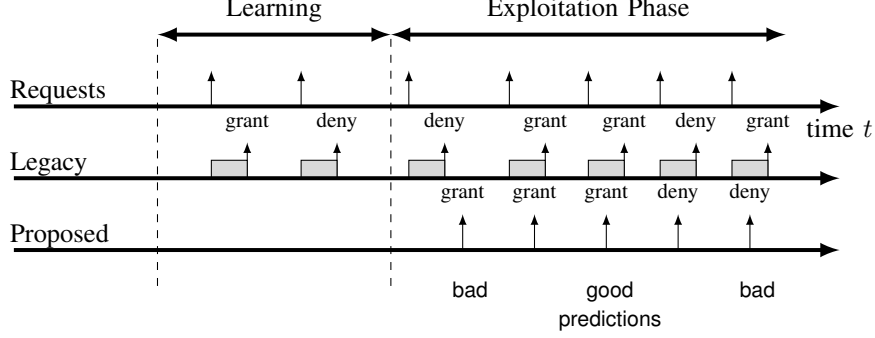 Learning Exploitation Phase
Requests
grant deny deny grant grant deny grant
time t
Legacy
grant grant grant deny deny
Proposed
bad good bad
predictions